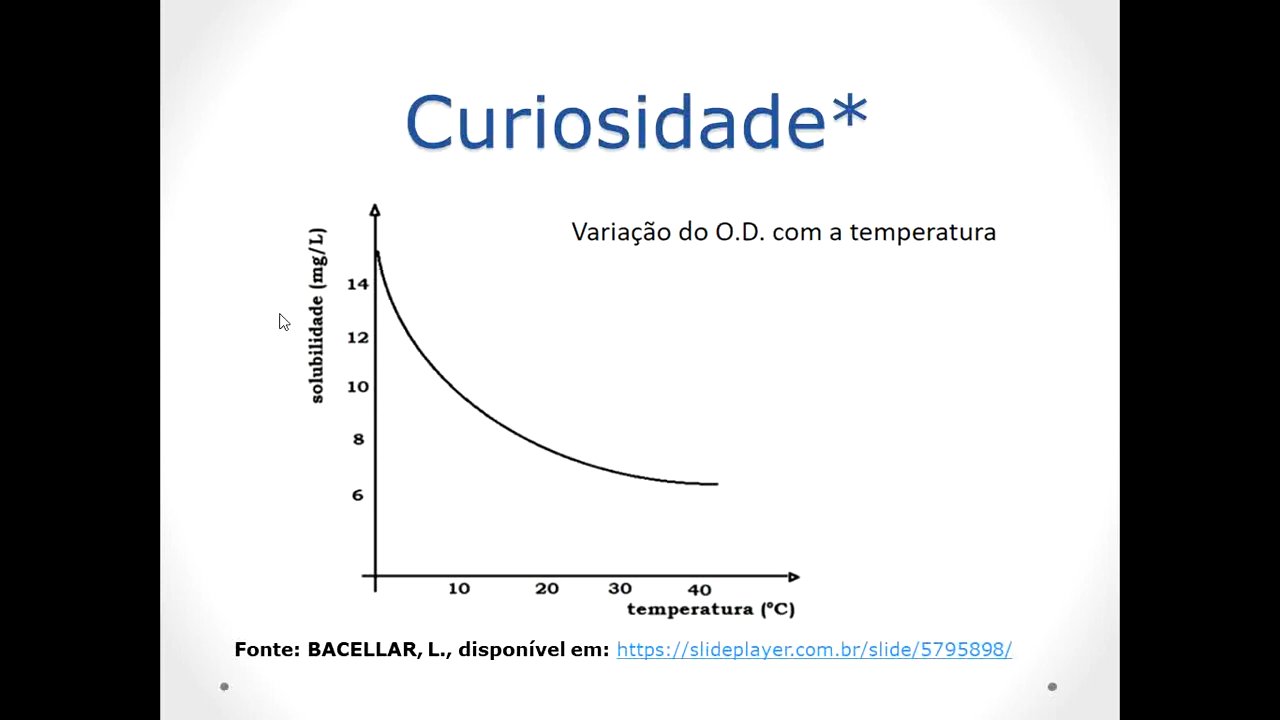 Curiosidade*
Variação do O.D. com a temperatura
solubilidade (mg/L)
14
12
10
8
6
10 20 30 40
temperatura (ºC)
Fonte: BACELLAR, L., disponível em: https://slideplayer.com.br/slide/5795898/